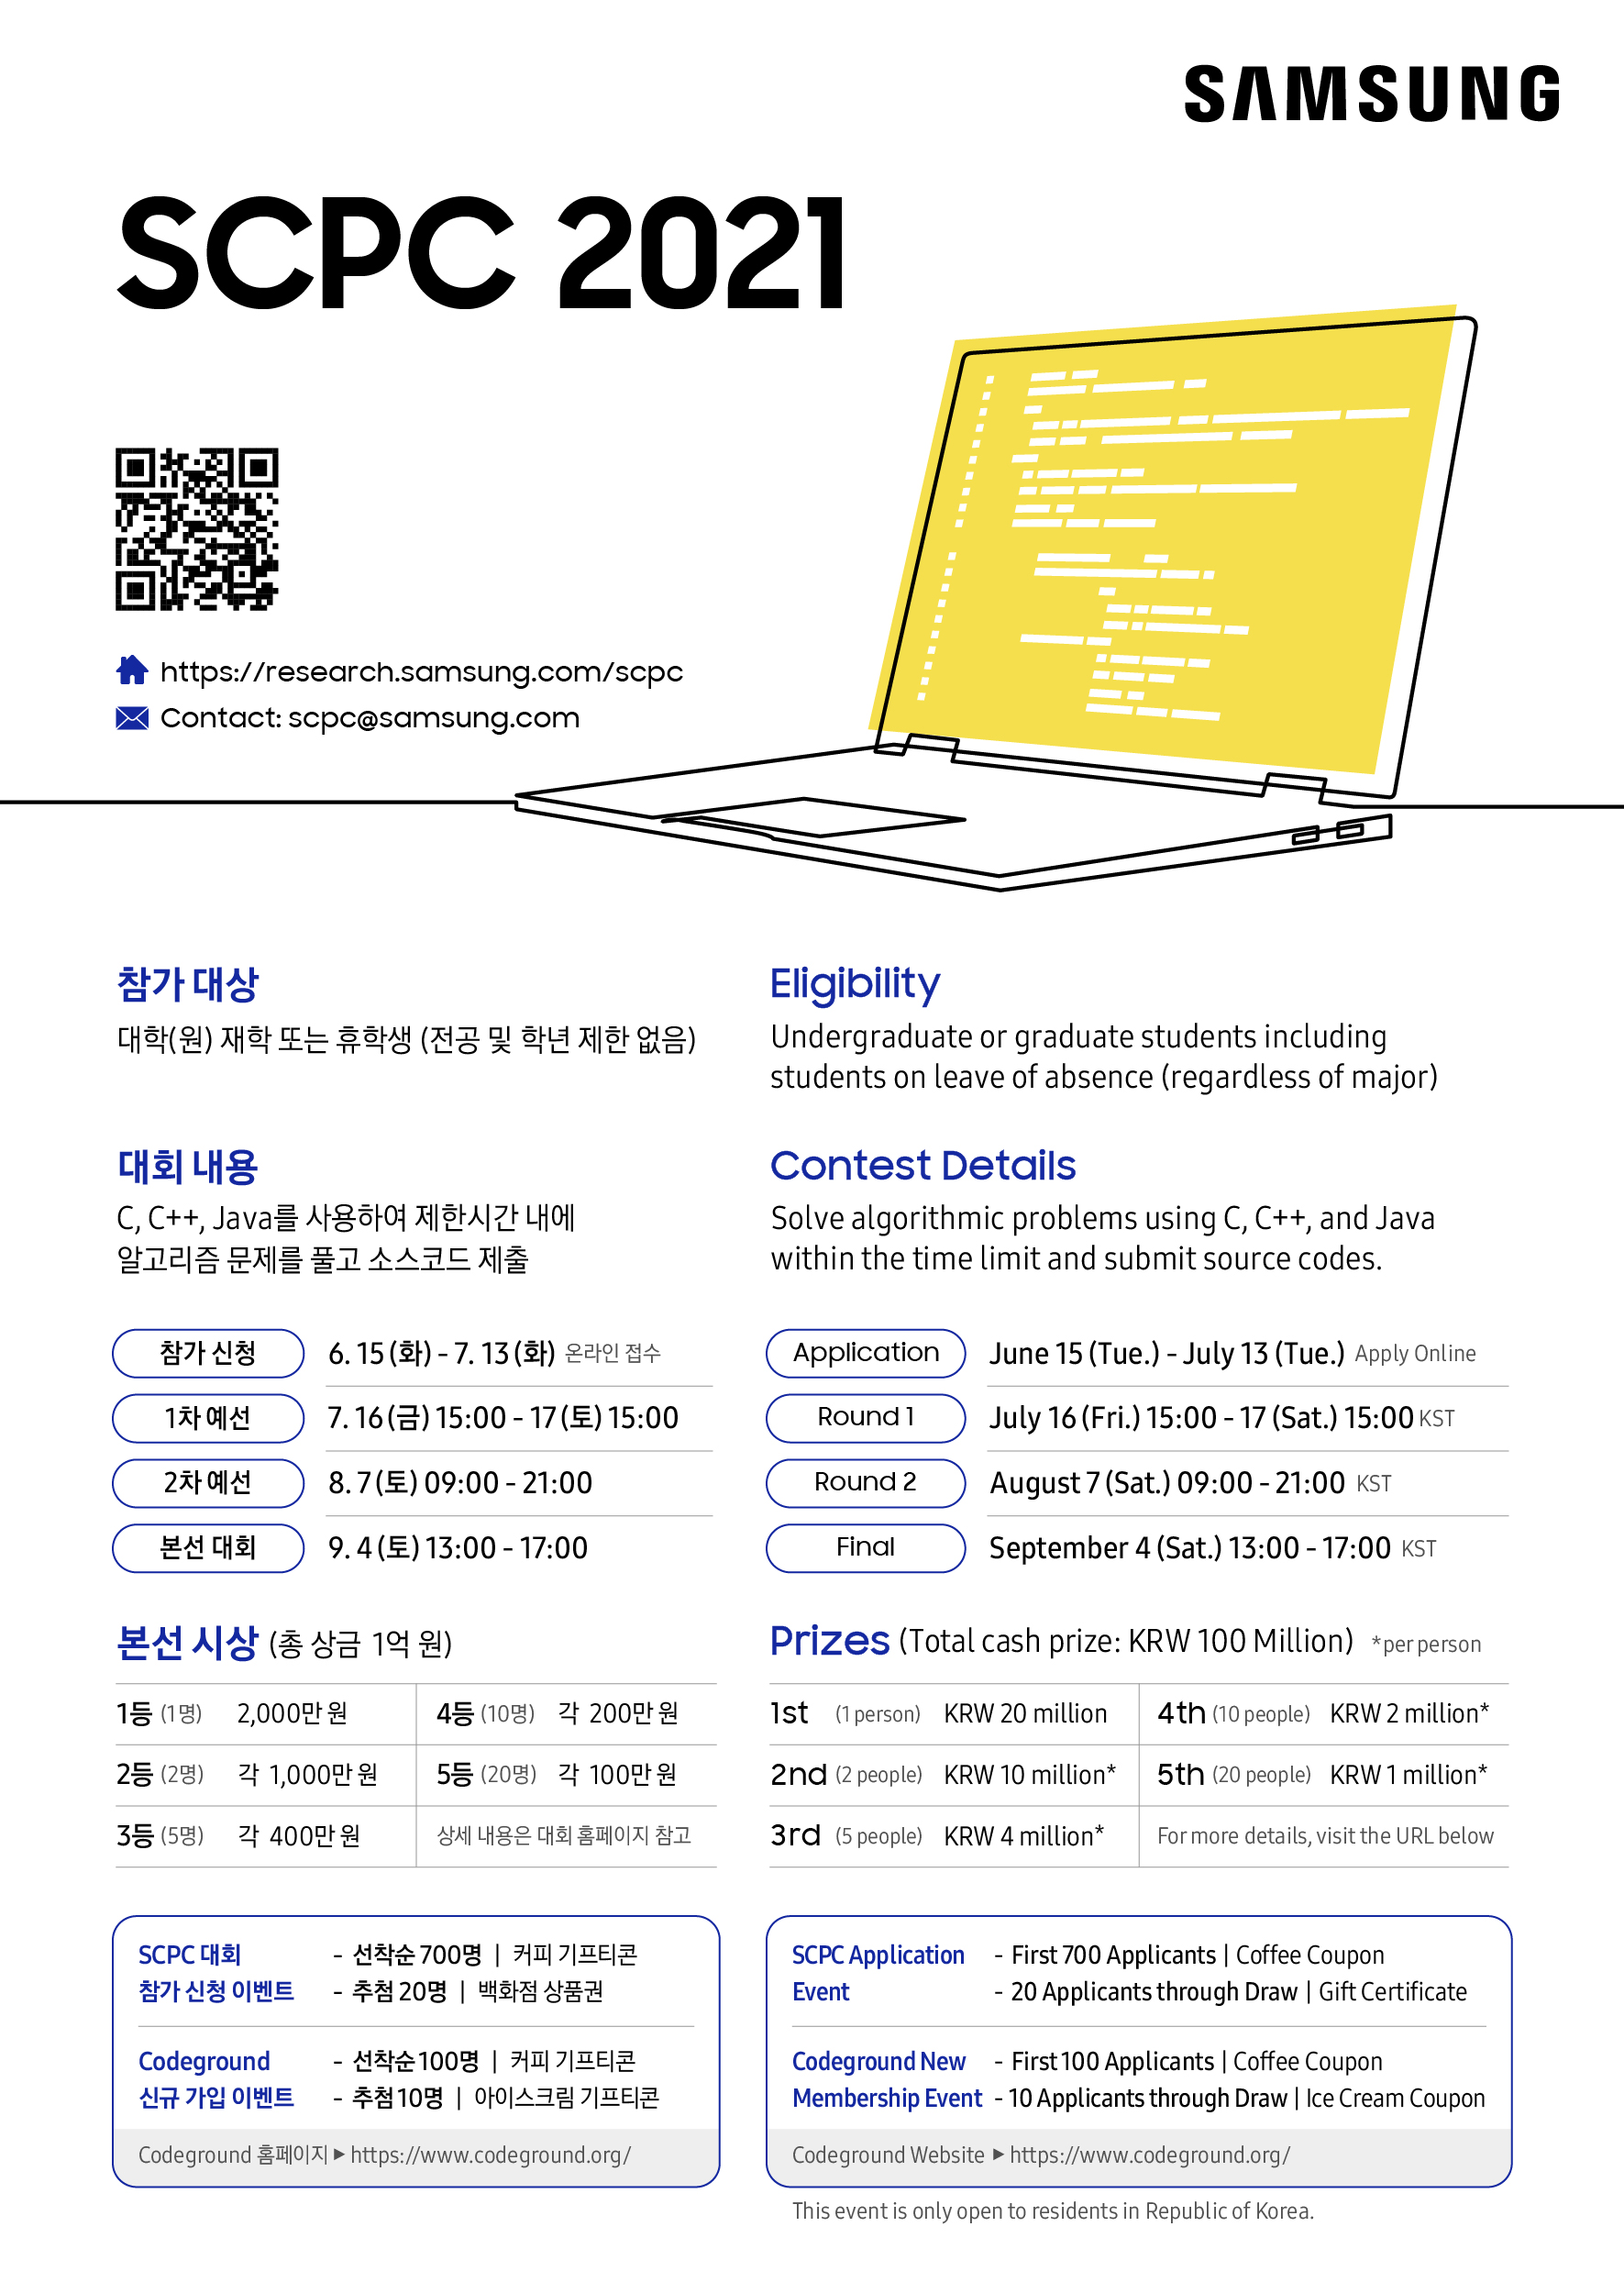 SAMSUNG
SCPC 2021
https://research.samsung.com/scpc
Contact: scpc@samsung.com
참가 대상
대학(원) 재학 또는 휴학생 (전공 및 학년 제한 없음)
대회 내용
C, C++, Java를 사용하여 제한시간 내에
알고리즘 문제를 풀고 소스코드 제출
참가 신청 6. 15 (화) - 7. 13 (화) 온라인 접수
1차 예선 7. 16 (금) 15:00 - 17 (토) 15:00
2차 예선 8. 7 (토) 09:00 - 21:00
본선 대회 9. 4 (토) 13:00 - 17:00
본선 시상 (총 상금 1억 원)
1등 (1명) 2,000만 원 4등 (10명) 각 200만 원
2등 (2명) 각 1,000만 원 5등 (20명) 각 100만 원
3등 (5명) 각 400만 원 상세 내용은 대회 홈페이지 참고
SCPC 대회 - 선착순 700명 | 커피 기프티콘
참가 신청 이벤트 - 추첨 20명 | 백화점 상품권
Codeground - 선착순 100명 | 커피 기프티콘
신규 가입 이벤트 - 추첨 10명 | 아이스크림 기프티콘
Codeground 홈페이지 ▶ https://www.codeground.org/
Eligibility
Undergraduate or graduate students including
students on leave of absence (regardless of major)
Contest Details
Solve algorithmic problems using C, C++, and Java
within the time limit and submit source codes.
Application June 15 (Tue.) - July 13 (Tue.) Apply Online
Round 1 July 16 (Fri.) 15:00 - 17 (Sat.) 15:00 KST
Round 2 August 7 (Sat.) 09:00 - 21:00 KST
Final September 4 (Sat.) 13:00 - 17:00 KST
Prizes (Total cash prize: KRW 100 Million) *per person
1st (1 person) KRW 20 million 4th (10 people) KRW 2 million*
2nd (2 people) KRW 10 million* 5th (20 people) KRW 1 million*
3rd (5 people) KRW 4 million* For more details, visit the URL below
SCPC Application - First 700 Applicants | Coffee Coupon
Event - 20 Applicants through Draw | Gift Certificate
Codeground New - First 100 Applicants | Coffee Coupon
Membership Event - 10 Applicants through Draw | Ice Cream Coupon
Codeground Website ▶ https://www.codeground.org/
This event is only open to residents in Republic of Korea.